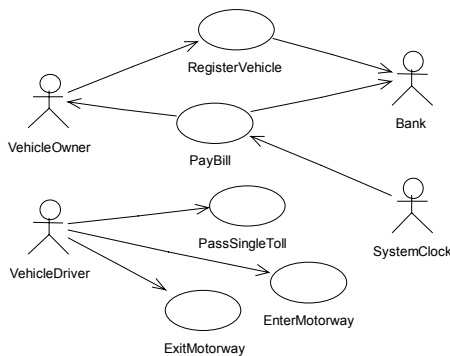 RegisterVehicle
VehicleOwner
Bank
PayBill
PassSingleToll
SystemClock
VehicleDriver
EnterMotorway
ExitMotorway